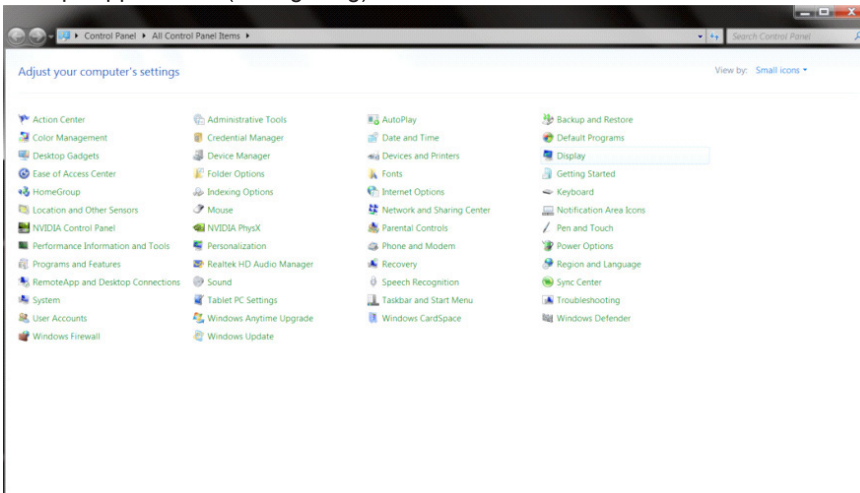 Control Panel ▸ All Control Panel Items ▸
Search Control Panel
Adjust your computer's settings
View by: Small icons
Action Center Administrative Tools AutoPlay Backup and Restore
Color Management Credential Manager Date and Time Default Programs
Desktop Gadgets Device Manager Devices and Printers Display
Ease of Access Center Folder Options Fonts Getting Started
HomeGroup Indexing Options Internet Options Keyboard
Location and Other Sensors Mouse Network and Sharing Center Notification Area Icons
NVIDIA Control Panel NVIDIA PhysX Parental Controls Pen and Touch
Performance Information and Tools Personalization Phone and Modem Power Options
Programs and Features Realtek HD Audio Manager Recovery Region and Language
RemoteApp and Desktop Connections Sound Speech Recognition Sync Center
System Tablet PC Settings Taskbar and Start Menu Troubleshooting
User Accounts Windows Anytime Upgrade Windows CardSpace Windows Defender
Windows Firewall Windows Update